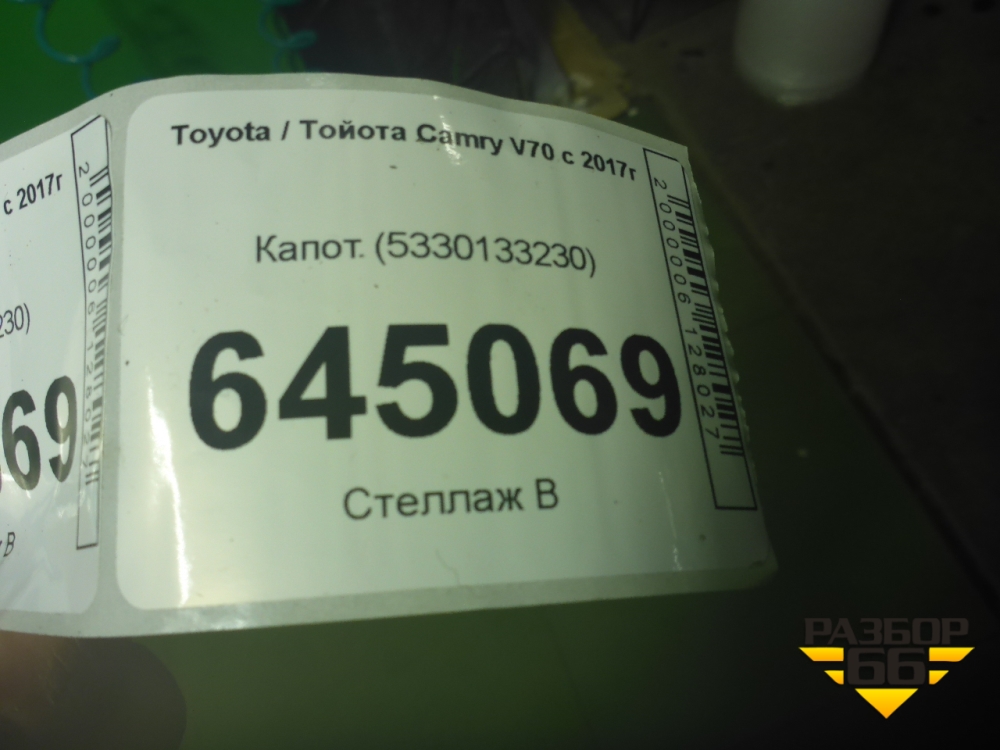 Toyota / Тойота Camry V70 с 2017г
Капот. (5330133230)
645069
Стеллаж В
2000006128027
с 2017г
230)
69
В
РАЗБОР
66